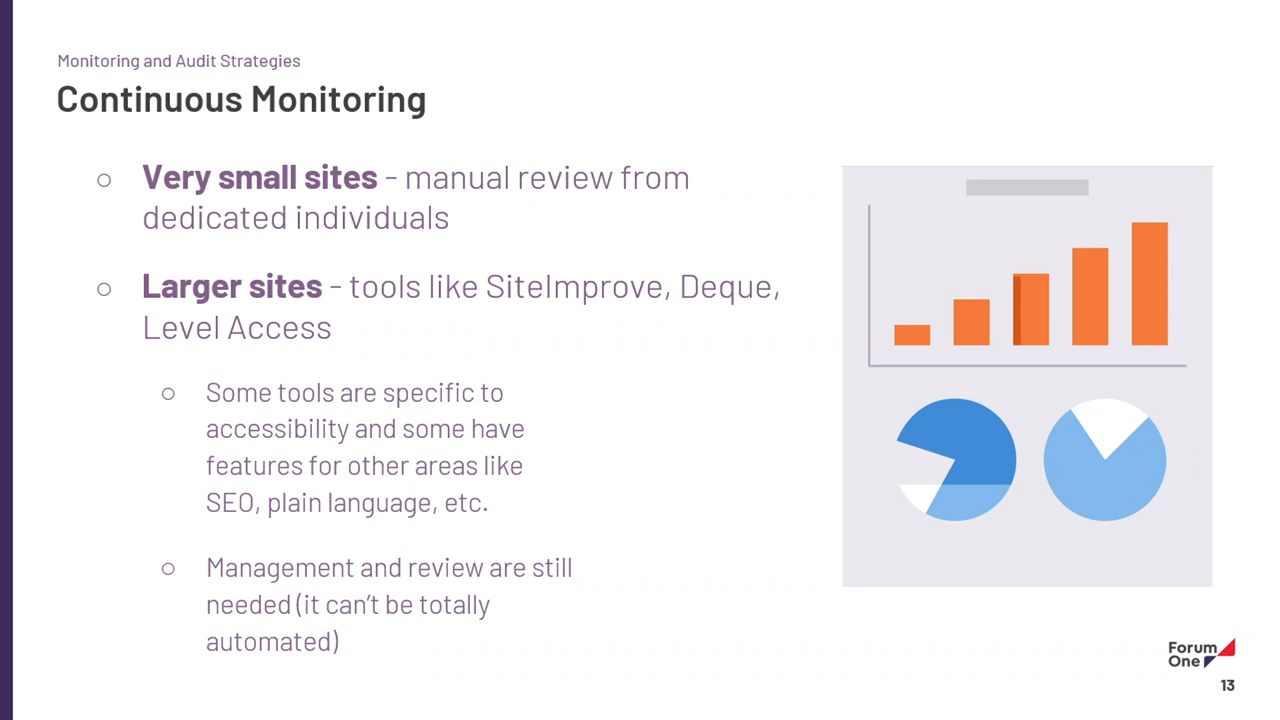 Monitoring and Audit Strategies
Continuous Monitoring
Very small sites - manual review from
dedicated individuals
Larger sites - tools like SiteImprove, Deque,
Level Access
Some tools are specific to
accessibility and some have
features for other areas like
SEO, plain language, etc.
Management and review are still
needed (it can’t be totally
automated)
Forum
One
13